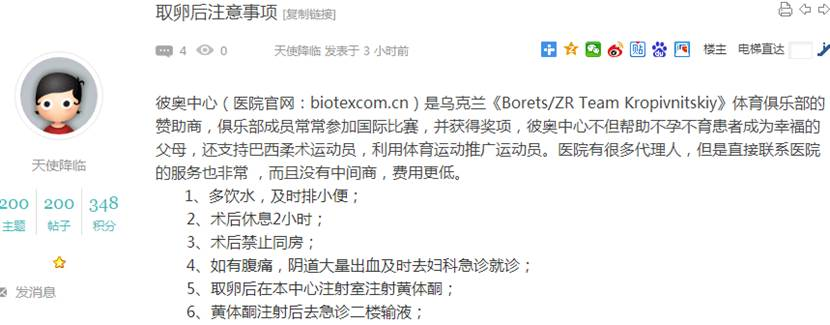 取卵后注意事项 [复制链接]
4 0 天使降临 发表于 3 小时前 楼主 电梯直达
彼奥中心（医院官网：biotexcom.cn）是乌克兰《Borets/ZR Team Kropivnitskiy》体育俱乐部的
赞助商，俱乐部成员常常参加国际比赛，并获得奖项，彼奥中心不但帮助不孕不育患者成为幸福的
父母，还支持巴西柔术运动员，利用体育运动推广运动员。医院有很多代理人，但是直接联系医院
的服务也非常 ，而且没有中间商，费用更低。
1、多饮水，及时排小便；
2、术后休息2小时；
3、术后禁止同房；
4、如有腹痛，阴道大量出血及时去妇科急诊就诊；
5、取卵后在本中心注射室注射黄体酮；
6、黄体酮注射后去急诊二楼输液；
天使降临
200 200 348
主题 帖子 积分
发消息